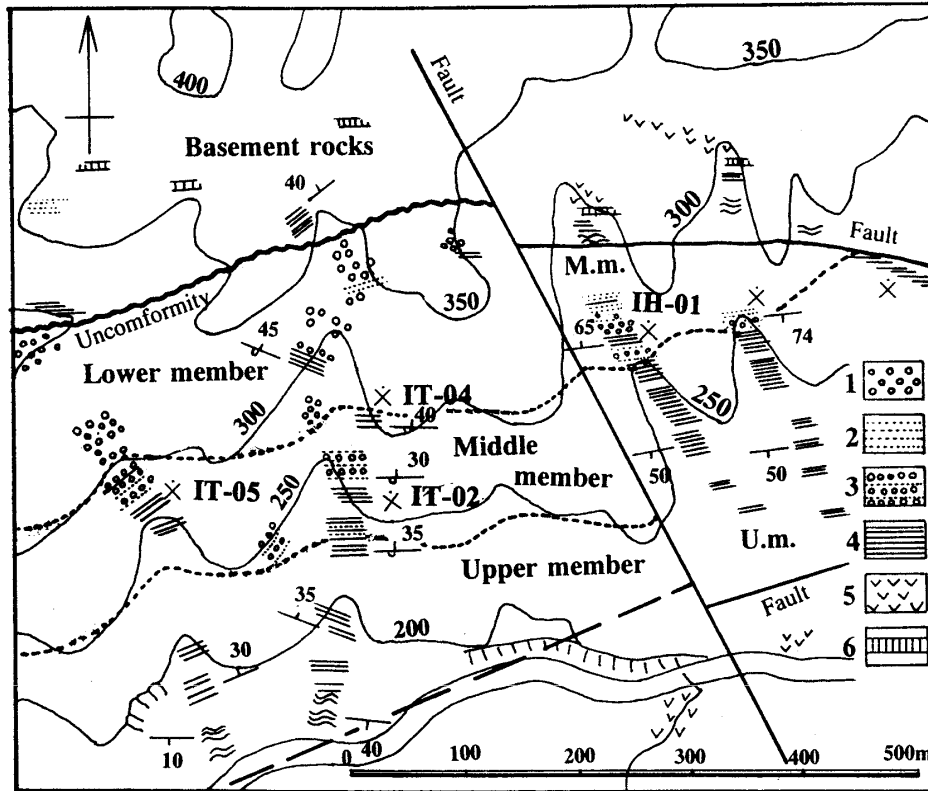 400
350
Fault
Basement rocks
40
300
Fault
M.m.
350
Uncomformity
IH-01
45
65
74
Lower member
1
IT-04
300
40
250
2
Middle
30
member
50
50
3
IT-05
250
IT-02
4
35
U.m.
Upper member
5
35
Fault
200
6
30
10
40
0 100 200 300 400 500m